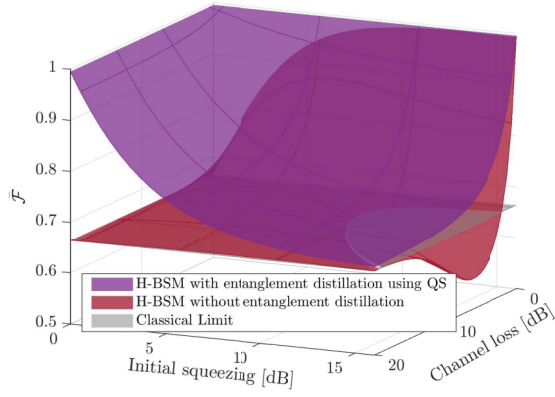 1
0.9
0.8
0.7
0.6
0.5
F̄
H-BSM with entanglement distillation using QS
H-BSM without entanglement distillation
Classical Limit
0
5
10
15
Initial squeezing [dB]
0
10
20
Channel loss [dB]